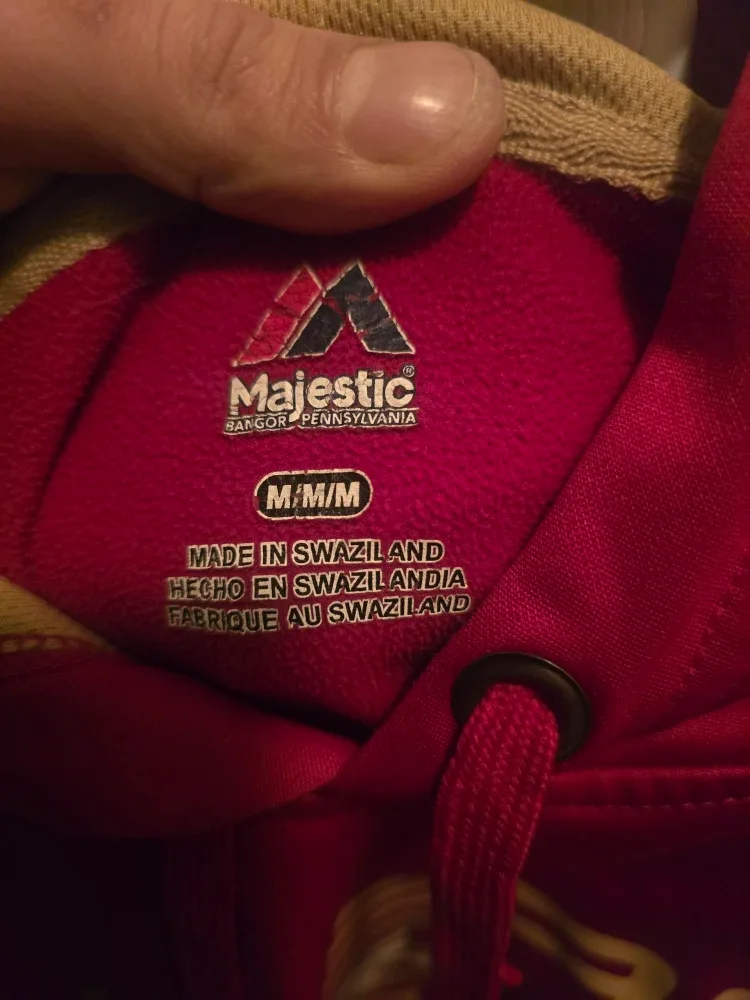 Majestic®
BANGOR PENNSYLVANIA
M/M/M
MADE IN SWAZILAND
HECHO EN SWAZILANDIA
FABRIQUE AU SWAZILAND